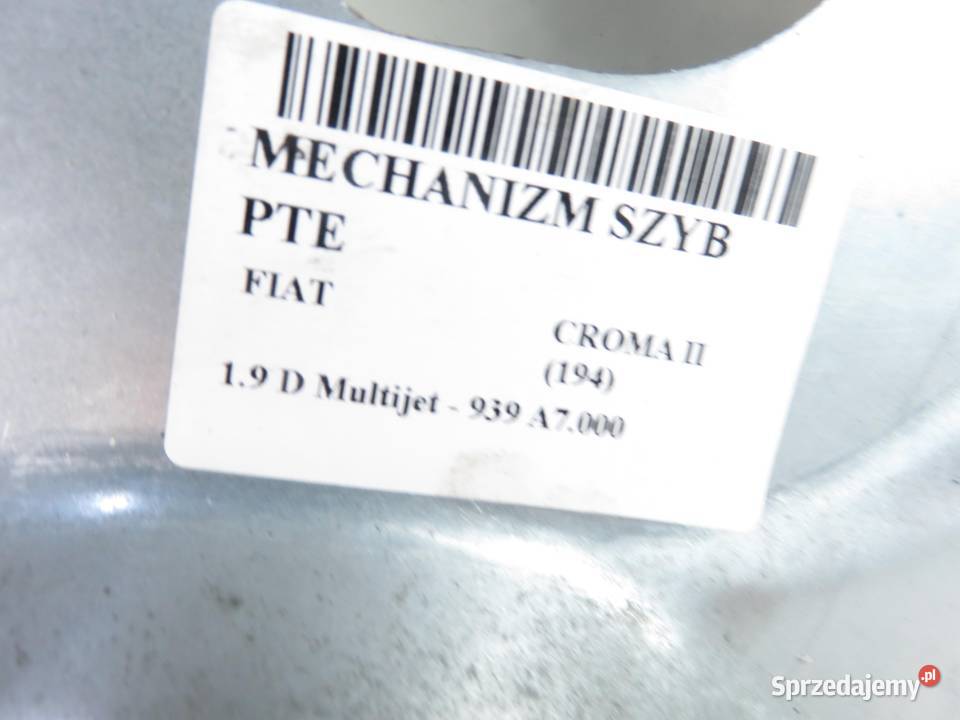 MECHANIZM SZYB
PTE
FIAT
CROMA II
(194)
1.9 D Multijet - 939 A7.000
Sprzedajemy.pl